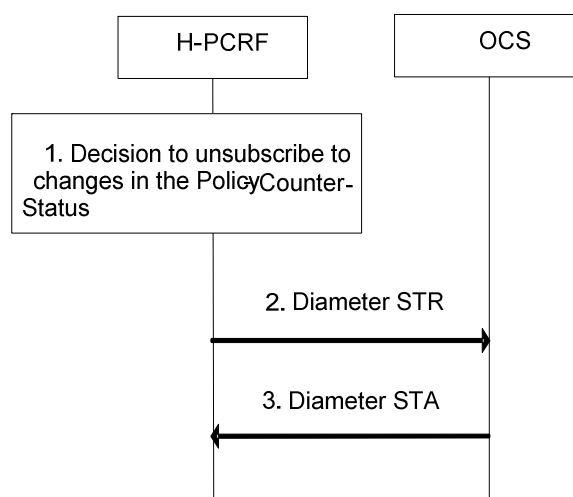 H-PCRF
OCS
1. Decision to unsubscribe to
changes in the Policy-Counter-
Status
2. Diameter STR
3. Diameter STA